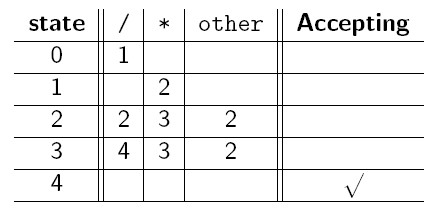 state / * other Accepting
0 1
1 2
2 2 3 2
3 4 3 2
4 √